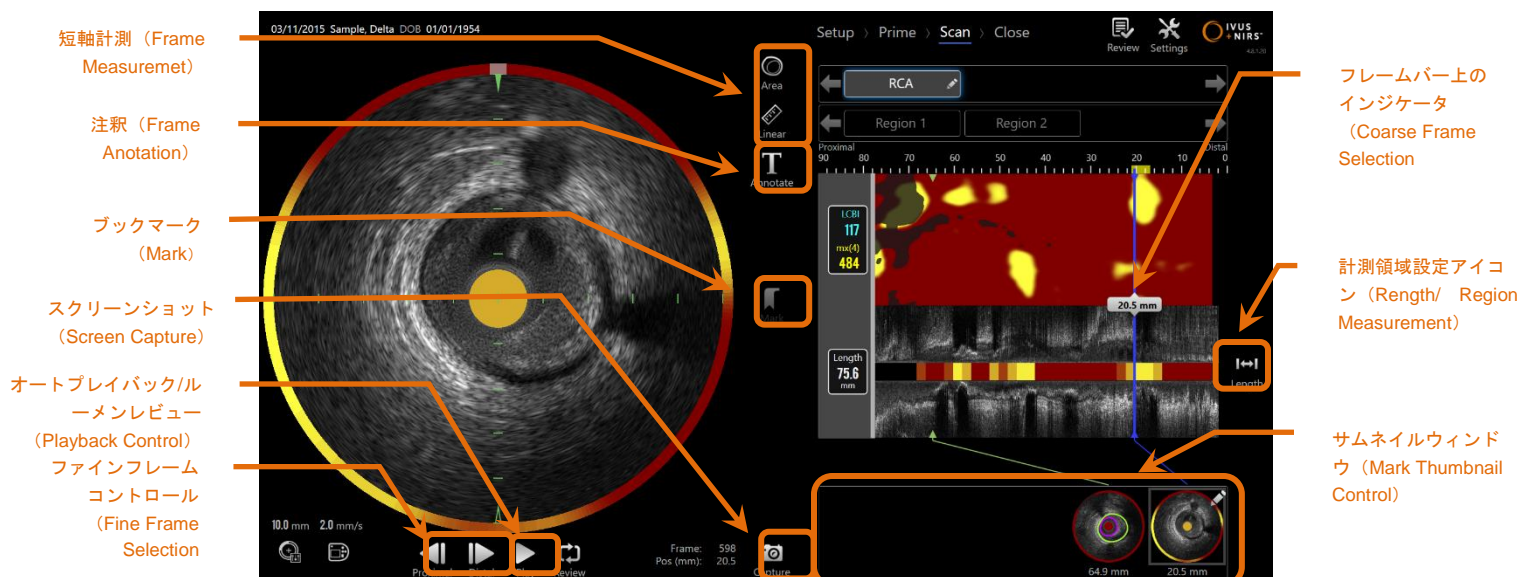 短軸計測（Frame
Measuremet）
注釈（Frame
Anotation）
ブックマーク
（Mark）
スクリーンショット
（Screen Capture）
オートプレイバック/ル
ーメンレビュー
（Playback Control）
ファインフレーム
コントロール
（Fine Frame
Selection
03/11/2015 Sample, Delta DOB 01/01/1954
Area
Linear
T
Annotate
Mark
10.0 mm 2.0 mm/s
Review
Frame: 598
Pos (mm): 20.5
Capture
Setup 〉 Prime 〉 Scan 〉 Close
Review Settings
IVUS
+NIRS
RCA
Region 1 Region 2
Proximal Distal
90 80 70 60 50 40 30 20 10 0
LCBI
117
mx(4)
484
20.5 mm
Length
75.6
mm
Length
64.9 mm 20.5 mm
フレームバー上の
インジケータ
（Coarse Frame
Selection
計測領域設定アイコ
ン（Rength/ Region
Measurement）
サムネイルウィンド
ウ（Mark Thumbnail
Control）